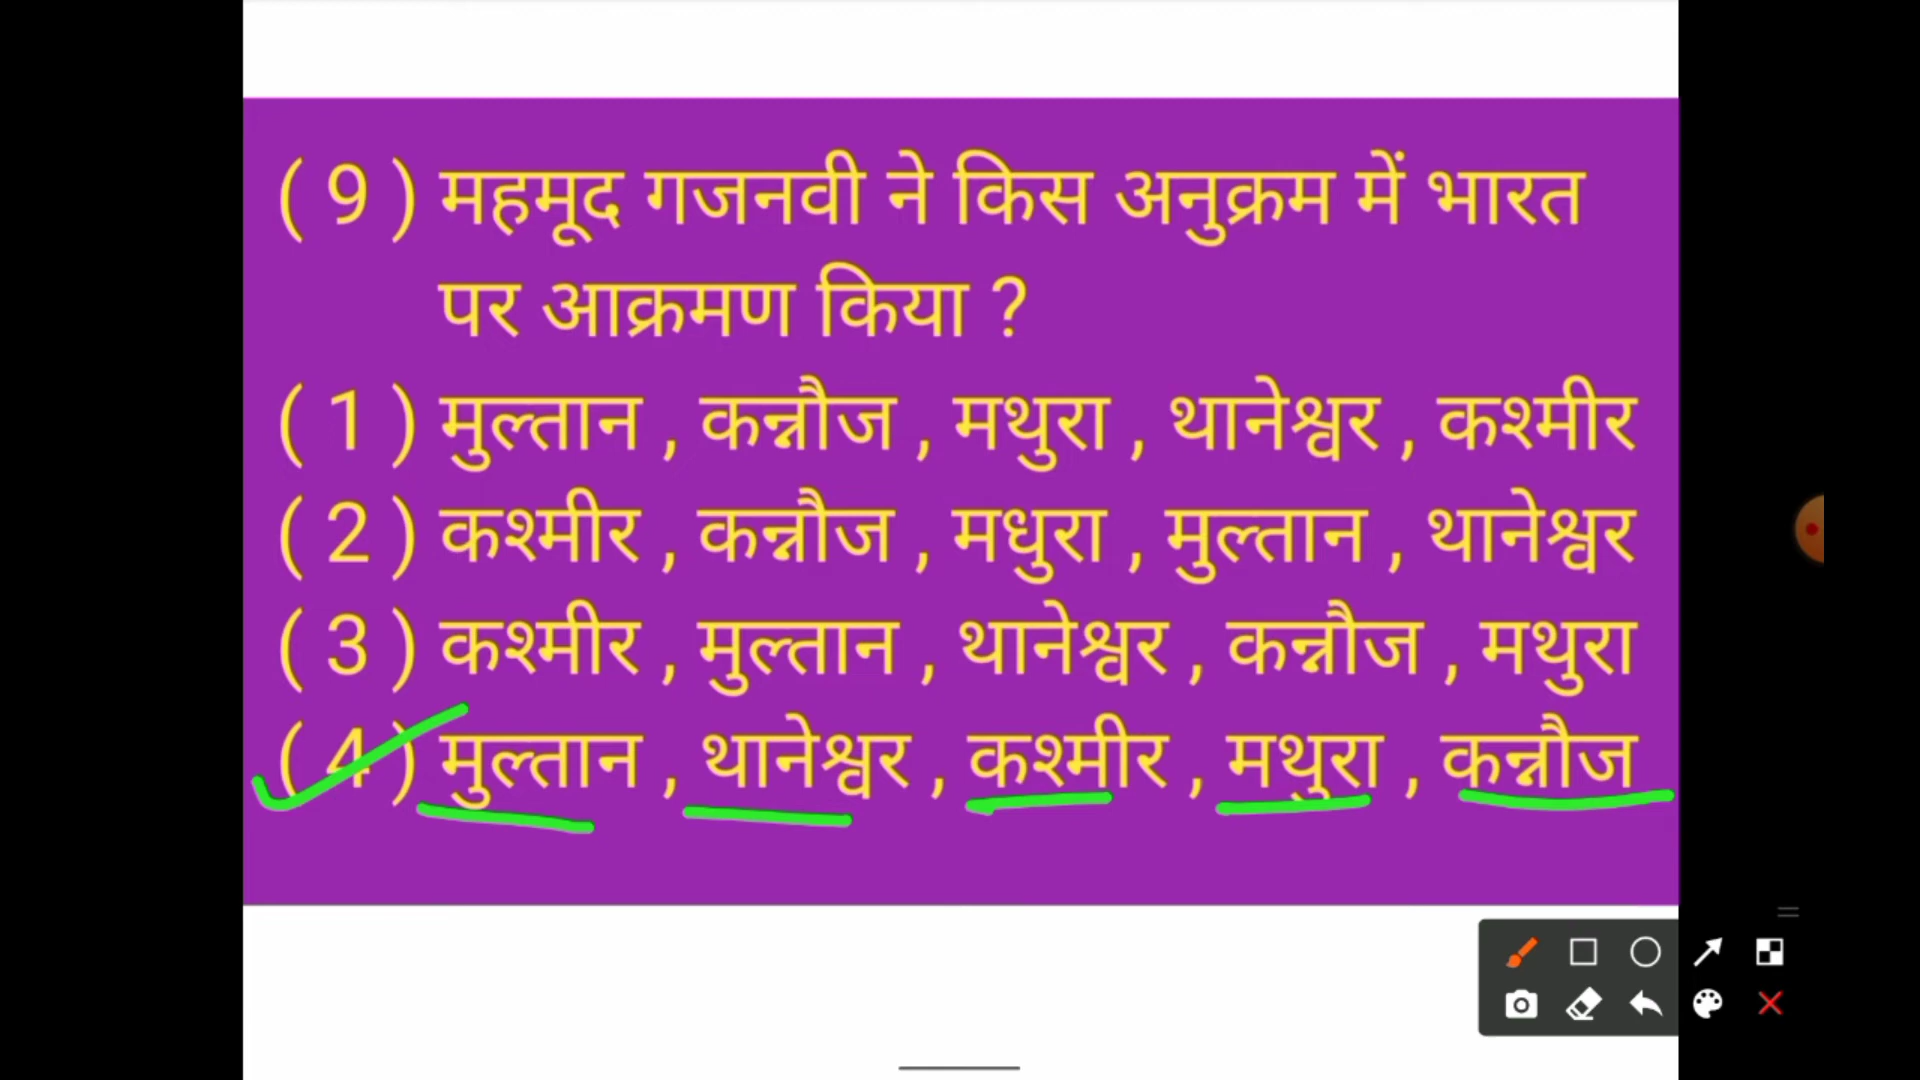 ( 9 ) महमूद गजनवी ने किस अनुक्रम में भारत
पर आक्रमण किया ?
( 1 ) मुल्तान , कन्नौज , मथुरा , थानेश्वर , कश्मीर
( 2 ) कश्मीर , कन्नौज , मधुरा , मुल्तान , थानेश्वर
( 3 ) कश्मीर , मुल्तान , थानेश्वर , कन्नौज , मथुरा
( 4 ) मुल्तान , थानेश्वर , कश्मीर , मथुरा , कन्नौज